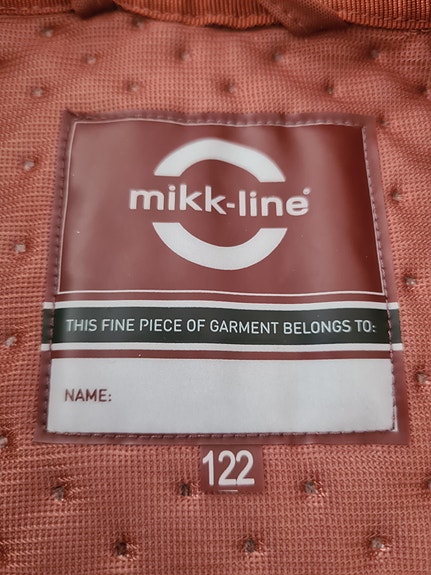 mikk-line®
THIS FINE PIECE OF GARMENT BELONGS TO:
NAME:
122